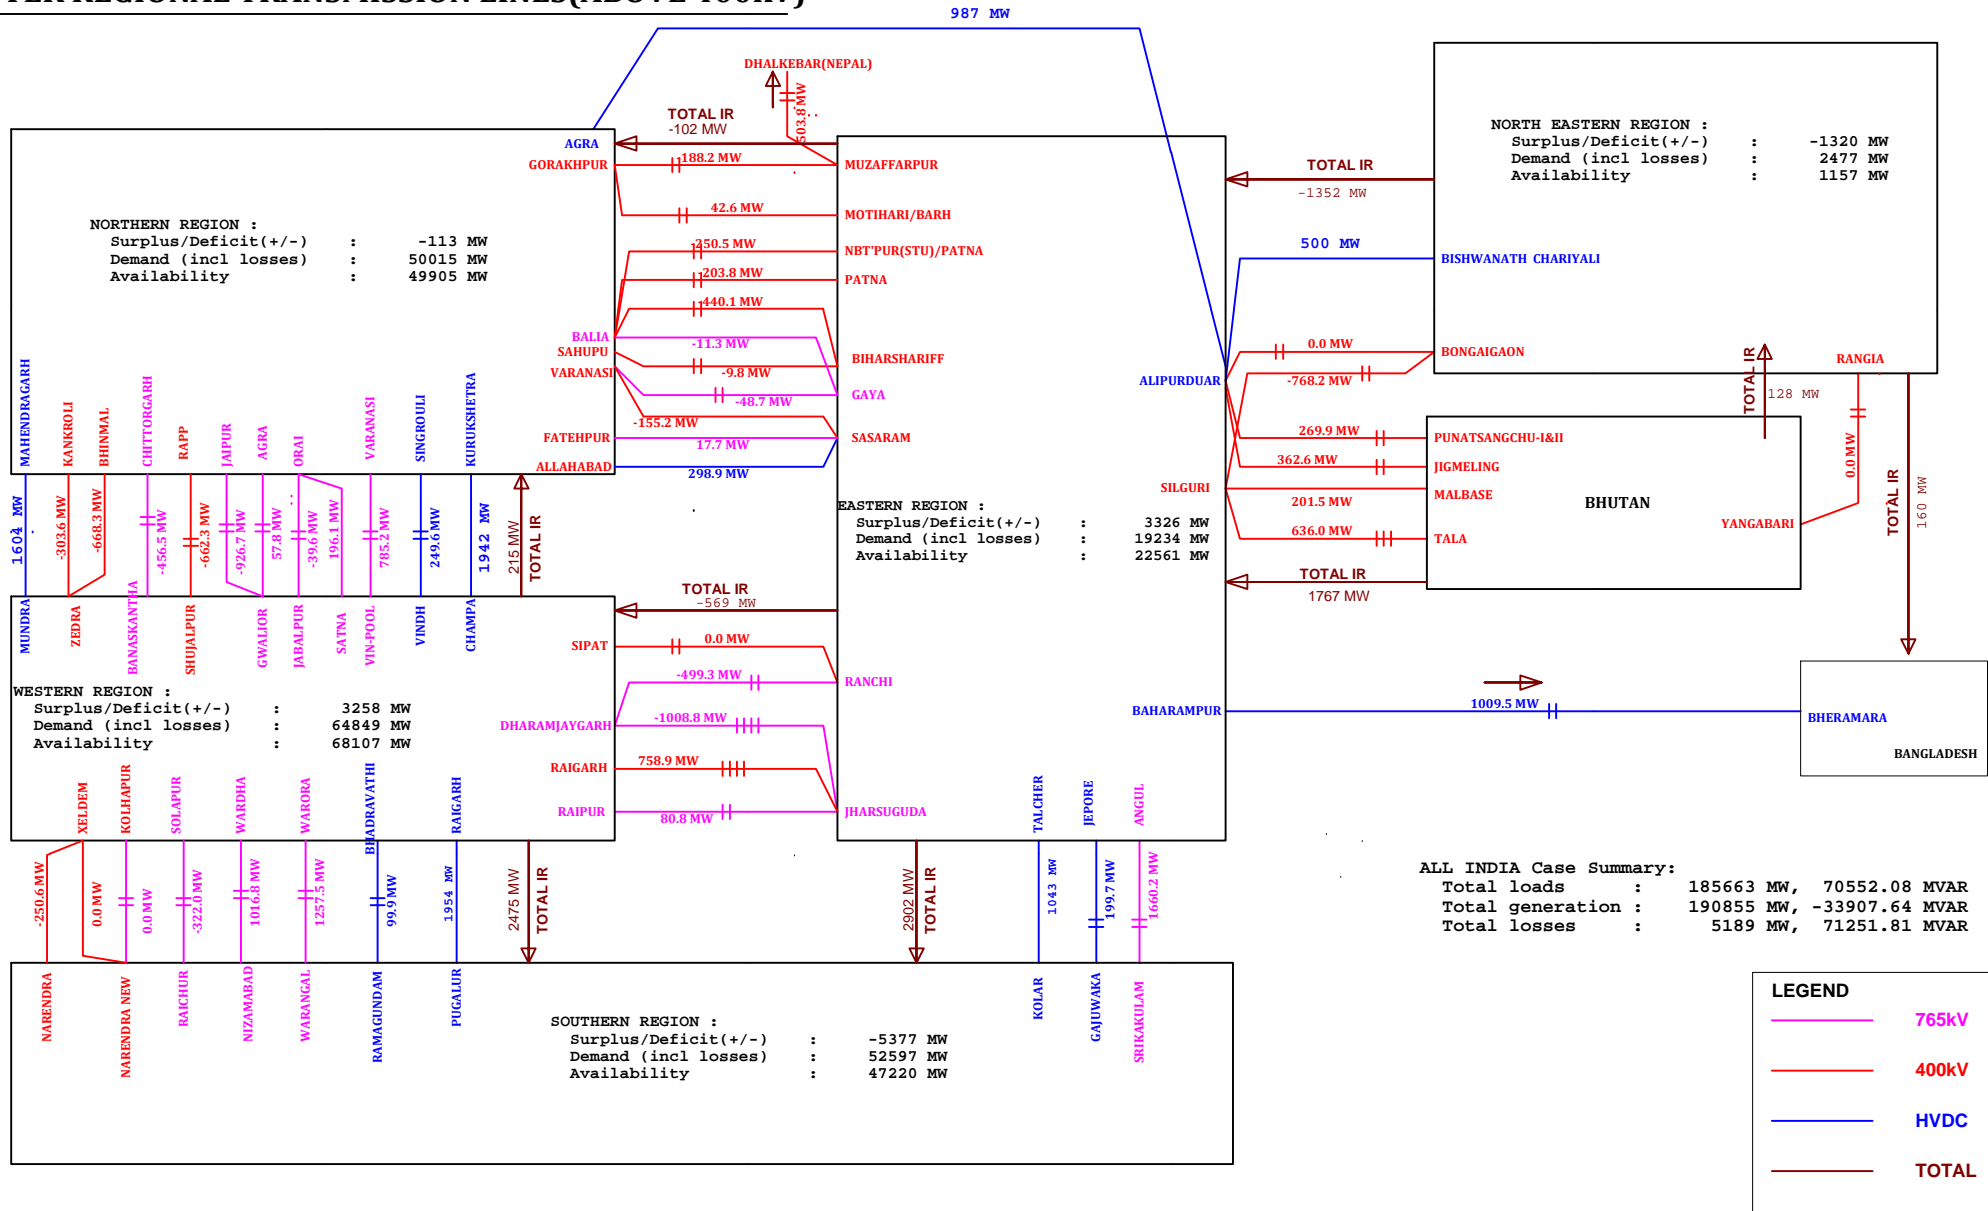 987 MW
DHALKEBAR(NEPAL)
503.8 MW
TOTAL IR
-102 MW
AGRA
GORAKHPUR
-188.2 MW
MUZAFFARPUR
42.6 MW
MOTIHARI/BARH
-250.5 MW
NBT'PUR(STU)/PATNA
-203.8 MW
PATNA
-440.1 MW
BALIA
-11.3 MW
SAHUPU
BIHARSHARIFF
VARANASI
-9.8 MW
GAYA
-48.7 MW
-155.2 MW
FATEHPUR
17.7 MW
SASARAM
ALLAHABAD
298.9 MW
NORTHERN REGION :
Surplus/Deficit(+/-) : -113 MW
Demand (incl losses) : 50015 MW
Availability : 49905 MW
NORTH EASTERN REGION :
Surplus/Deficit(+/-) : -1320 MW
Demand (incl losses) : 2477 MW
Availability : 1157 MW
TOTAL IR
-1352 MW
500 MW
BISHWANATH CHARIYALI
0.0 MW
BONGAIGAON
RANGIA
ALIPURDUAR
-768.2 MW
TOTAL IR
128 MW
0.0 MW
TOTAL IR
160 MW
269.9 MW
PUNATSANGCHU-I&II
362.6 MW
JIGMELING
SILGURI
201.5 MW
MALBASE
BHUTAN
YANGABARI
636.0 MW
TALA
TOTAL IR
1767 MW
EASTERN REGION :
Surplus/Deficit(+/-) : 3326 MW
Demand (incl losses) : 19234 MW
Availability : 22561 MW
MAHENDRAGARH
KANKROLI
BHINMAL
CHITTORGARH
RAPP
JAIPUR
AGRA
ORAI
VARANASI
SINGROULI
KURUKSHETRA
1604 MW
-303.6 MW
-668.3 MW
-456.5 MW
-662.3 MW
-926.7 MW
57.8 MW
-39.6 MW
196.1 MW
785.2 MW
249.6 MW
1942 MW
215 MW
TOTAL IR
MUNDRA
ZEDRA
BANASKANTHA
SHUJALPUR
GWALIOR
JABALPUR
SATNA
VIN-POOL
VINDH
CHAMPA
TOTAL IR
-569 MW
SIPAT
0.0 MW
RANCHI
-499.3 MW
DHARAMJAYGARH
-1008.8 MW
RAIGARH
758.9 MW
RAIPUR
80.8 MW
JHARSUGUDA
WESTERN REGION :
Surplus/Deficit(+/-) : 3258 MW
Demand (incl losses) : 64849 MW
Availability : 68107 MW
BAHARAMPUR
1009.5 MW
BHERAMARA
BANGLADESH
XELDEM
KOLHAPUR
SOLAPUR
WARDHA
WARORA
BHADRAVATHI
RAIGARH
TALCHER
JEPORE
ANGUL
-250.6 MW
0.0 MW
0.0 MW
-322.0 MW
1016.8 MW
1257.5 MW
99.9 MW
1954 MW
2475 MW
TOTAL IR
2902 MW
TOTAL IR
1043 MW
199.7 MW
1660.2 MW
NARENDRA
NARENDRA NEW
RAICHUR
NIZAMABAD
WARANGAL
RAMAGUNDAM
PUGALUR
KOLAR
GAJUWAKA
SRIKAKULAM
SOUTHERN REGION :
Surplus/Deficit(+/-) : -5377 MW
Demand (incl losses) : 52597 MW
Availability : 47220 MW
ALL INDIA Case Summary:
Total loads : 185663 MW, 70552.08 MVAR
Total generation : 190855 MW, -33907.64 MVAR
Total losses : 5189 MW, 71251.81 MVAR
LEGEND
765kV
400kV
HVDC
TOTAL